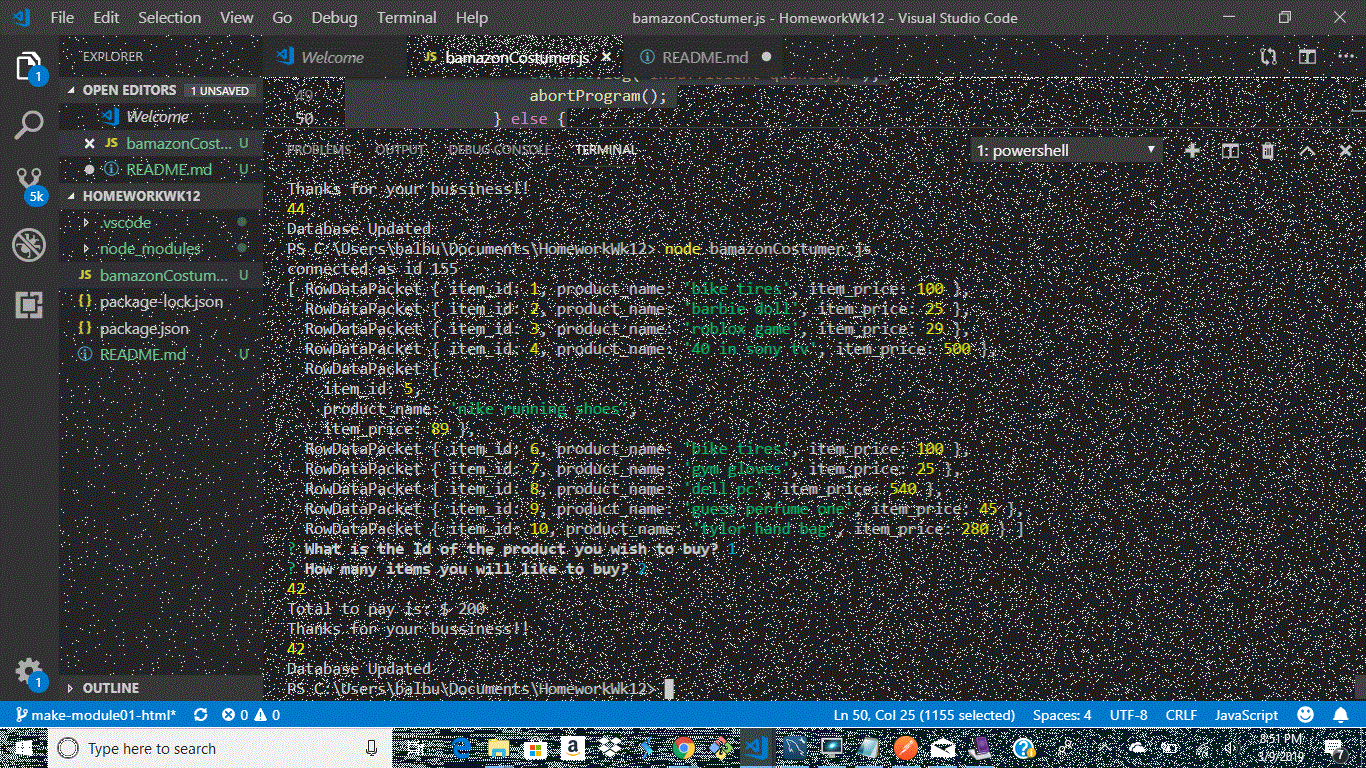 File Edit Selection View Go Debug Terminal Help
bamazonCostumer.js - HomeworkWk12 - Visual Studio Code
EXPLORER
Welcome
JS bamazonCostumer.js
README.md
1
OPEN EDITORS 1 UNSAVED
Welcome
JS bamazonCost... U
README.md U
HOMEWORKWK12
.vscode
node_modules
JS bamazonCostum... U
{} package-lock.json
{} package.json
README.md U
OUTLINE
5k
1
abortProgram();
50 } else {
PROBLEMS OUTPUT DEBUG CONSOLE TERMINAL
1: powershell
Thanks for your bussiness!!
44
Database Updated
PS C:\Users\balbu\Documents\HomeworkWk12> node bamazonCostumer.js
connected as id 155
[ RowDataPacket { item_id: 1, product_name: 'bike tires', item_price: 100 },
RowDataPacket { item_id: 2, product_name: 'barbie doll', item_price: 25 },
RowDataPacket { item_id: 3, product_name: 'roblox game', item_price: 29 },
RowDataPacket { item_id: 4, product_name: '40 in sony tv', item_price: 500 },
RowDataPacket {
item_id: 5,
product_name: 'nike running shoes',
item_price: 89 },
RowDataPacket { item_id: 6, product_name: 'bike tires', item_price: 100 },
RowDataPacket { item_id: 7, product_name: 'gym gloves', item_price: 25 },
RowDataPacket { item_id: 8, product_name: 'dell pc', item_price: 540 },
RowDataPacket { item_id: 9, product_name: 'guess perfume one', item_price: 45 },
RowDataPacket { item_id: 10, product_name: 'tylor hand bag', item_price: 280 } ]
? What is the Id of the product you wish to buy? 1
? How many items you will like to buy? 2
42
Total to pay is: $ 200
Thanks for your bussiness!!
42
Database Updated
PS C:\Users\balbu\Documents\HomeworkWk12>
make-module01-html* 0 0
Ln 50, Col 25 (1155 selected) Spaces: 4 UTF-8 CRLF JavaScript
Type here to search
8:51 PM
3/9/2019